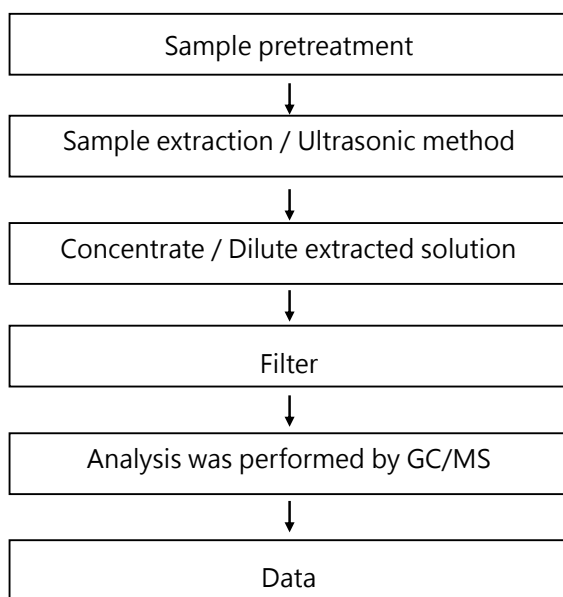 Sample pretreatment
Sample extraction / Ultrasonic method
Concentrate / Dilute extracted solution
Filter
Analysis was performed by GC/MS
Data